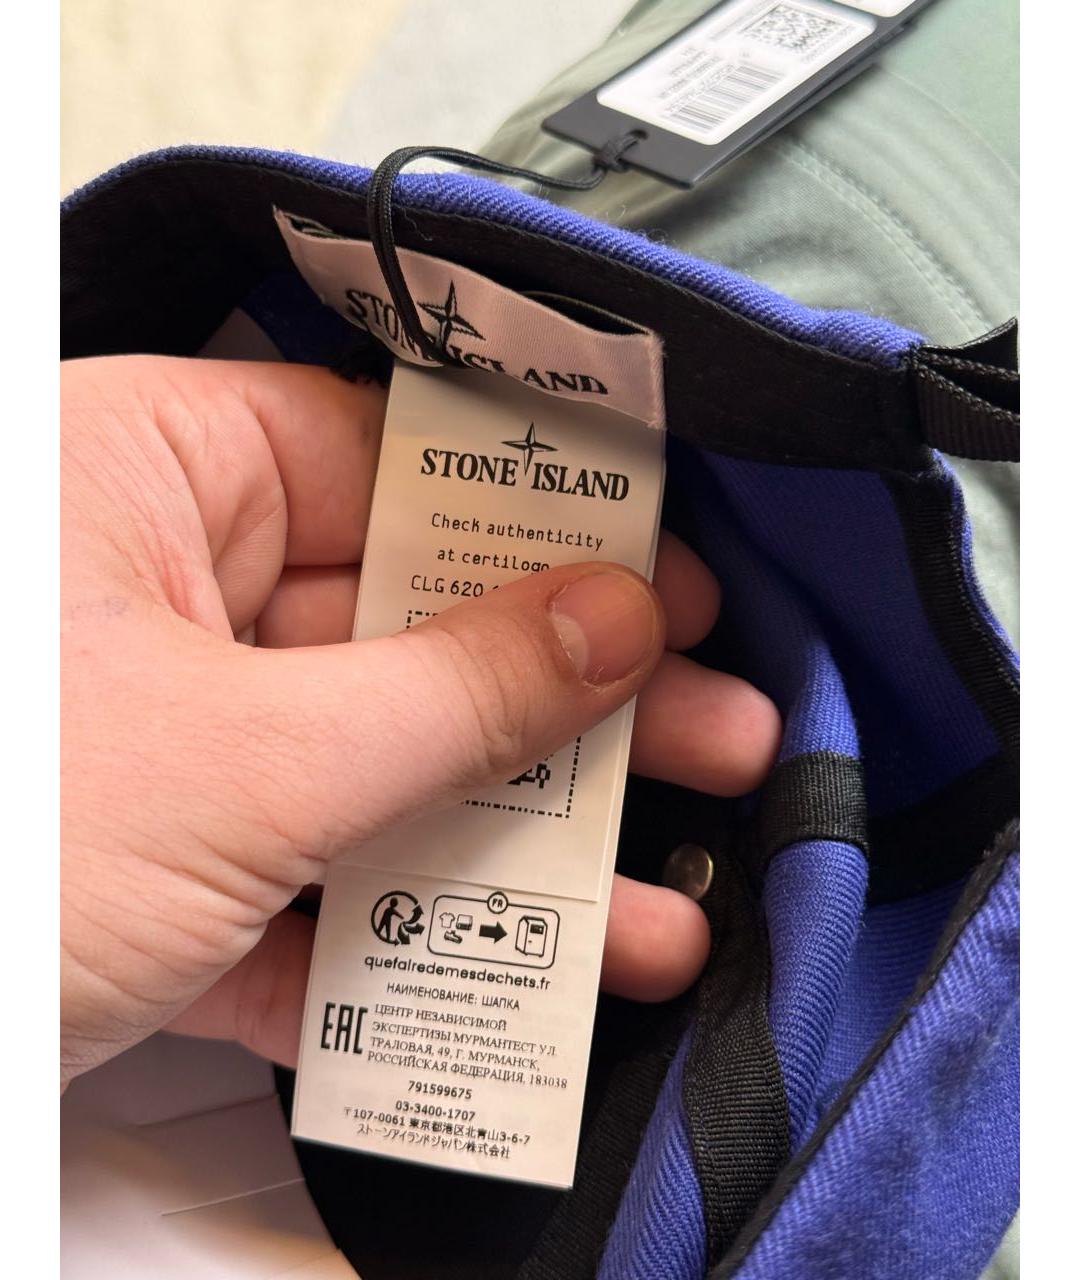 STONE ISLAND
STONE ISLAND
Check authenticity
at certilogo
CLG 620
FR
quefairedemesdechets.fr
НАИМЕНОВАНИЕ: ШАПКА
EAC
ЦЕНТР НЕЗАВИСИМОЙ
ЭКСПЕРТИЗЫ МУРМАНТЕСТ УЛ.
ТРАЛОВАЯ, 49, Г. МУРМАНСК,
РОССИЙСКАЯ ФЕДЕРАЦИЯ, 183038
791599675
03-3400-1707
〒107-0061 東京都港区北青山3-6-7
ストーンアイランドジャパン株式会社